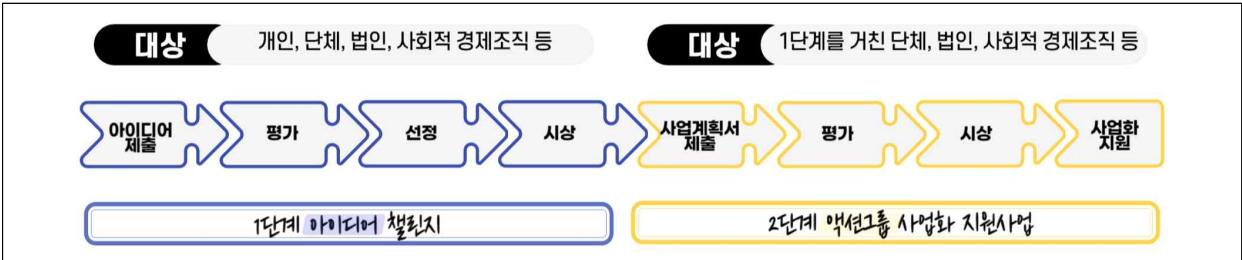 대상 개인, 단체, 법인, 사회적 경제조직 등
대상 1단계를 거친 단체, 법인, 사회적 경제조직 등
아이디어
제출
평가
선정
시상
사업계획서
제출
평가
시상
사업화
지원
1단계 아이디어 챌린지
2단계 액션그룹 사업화 지원사업